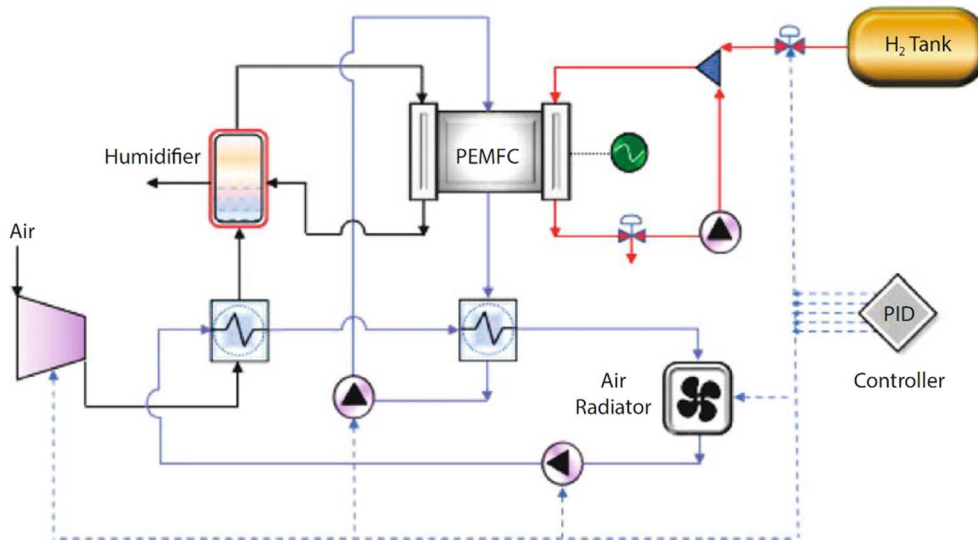 H₂ Tank
Humidifier
PEMFC
Air
PID
Air
Radiator
Controller